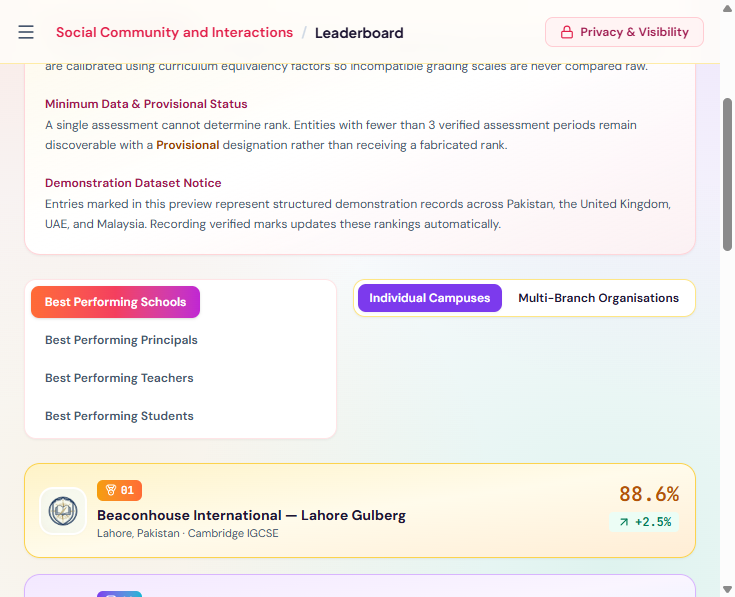 Social Community and Interactions / Leaderboard
Privacy & Visibility
are calibrated using curriculum equivalency factors so incompatible grading scales are never compared raw.
Minimum Data & Provisional Status
A single assessment cannot determine rank. Entities with fewer than 3 verified assessment periods remain
discoverable with a Provisional designation rather than receiving a fabricated rank.
Demonstration Dataset Notice
Entries marked in this preview represent structured demonstration records across Pakistan, the United Kingdom,
UAE, and Malaysia. Recording verified marks updates these rankings automatically.
Best Performing Schools
Best Performing Principals
Best Performing Teachers
Best Performing Students
Individual Campuses
Multi-Branch Organisations
01
Beaconhouse International — Lahore Gulberg
Lahore, Pakistan · Cambridge IGCSE
88.6%
+2.5%